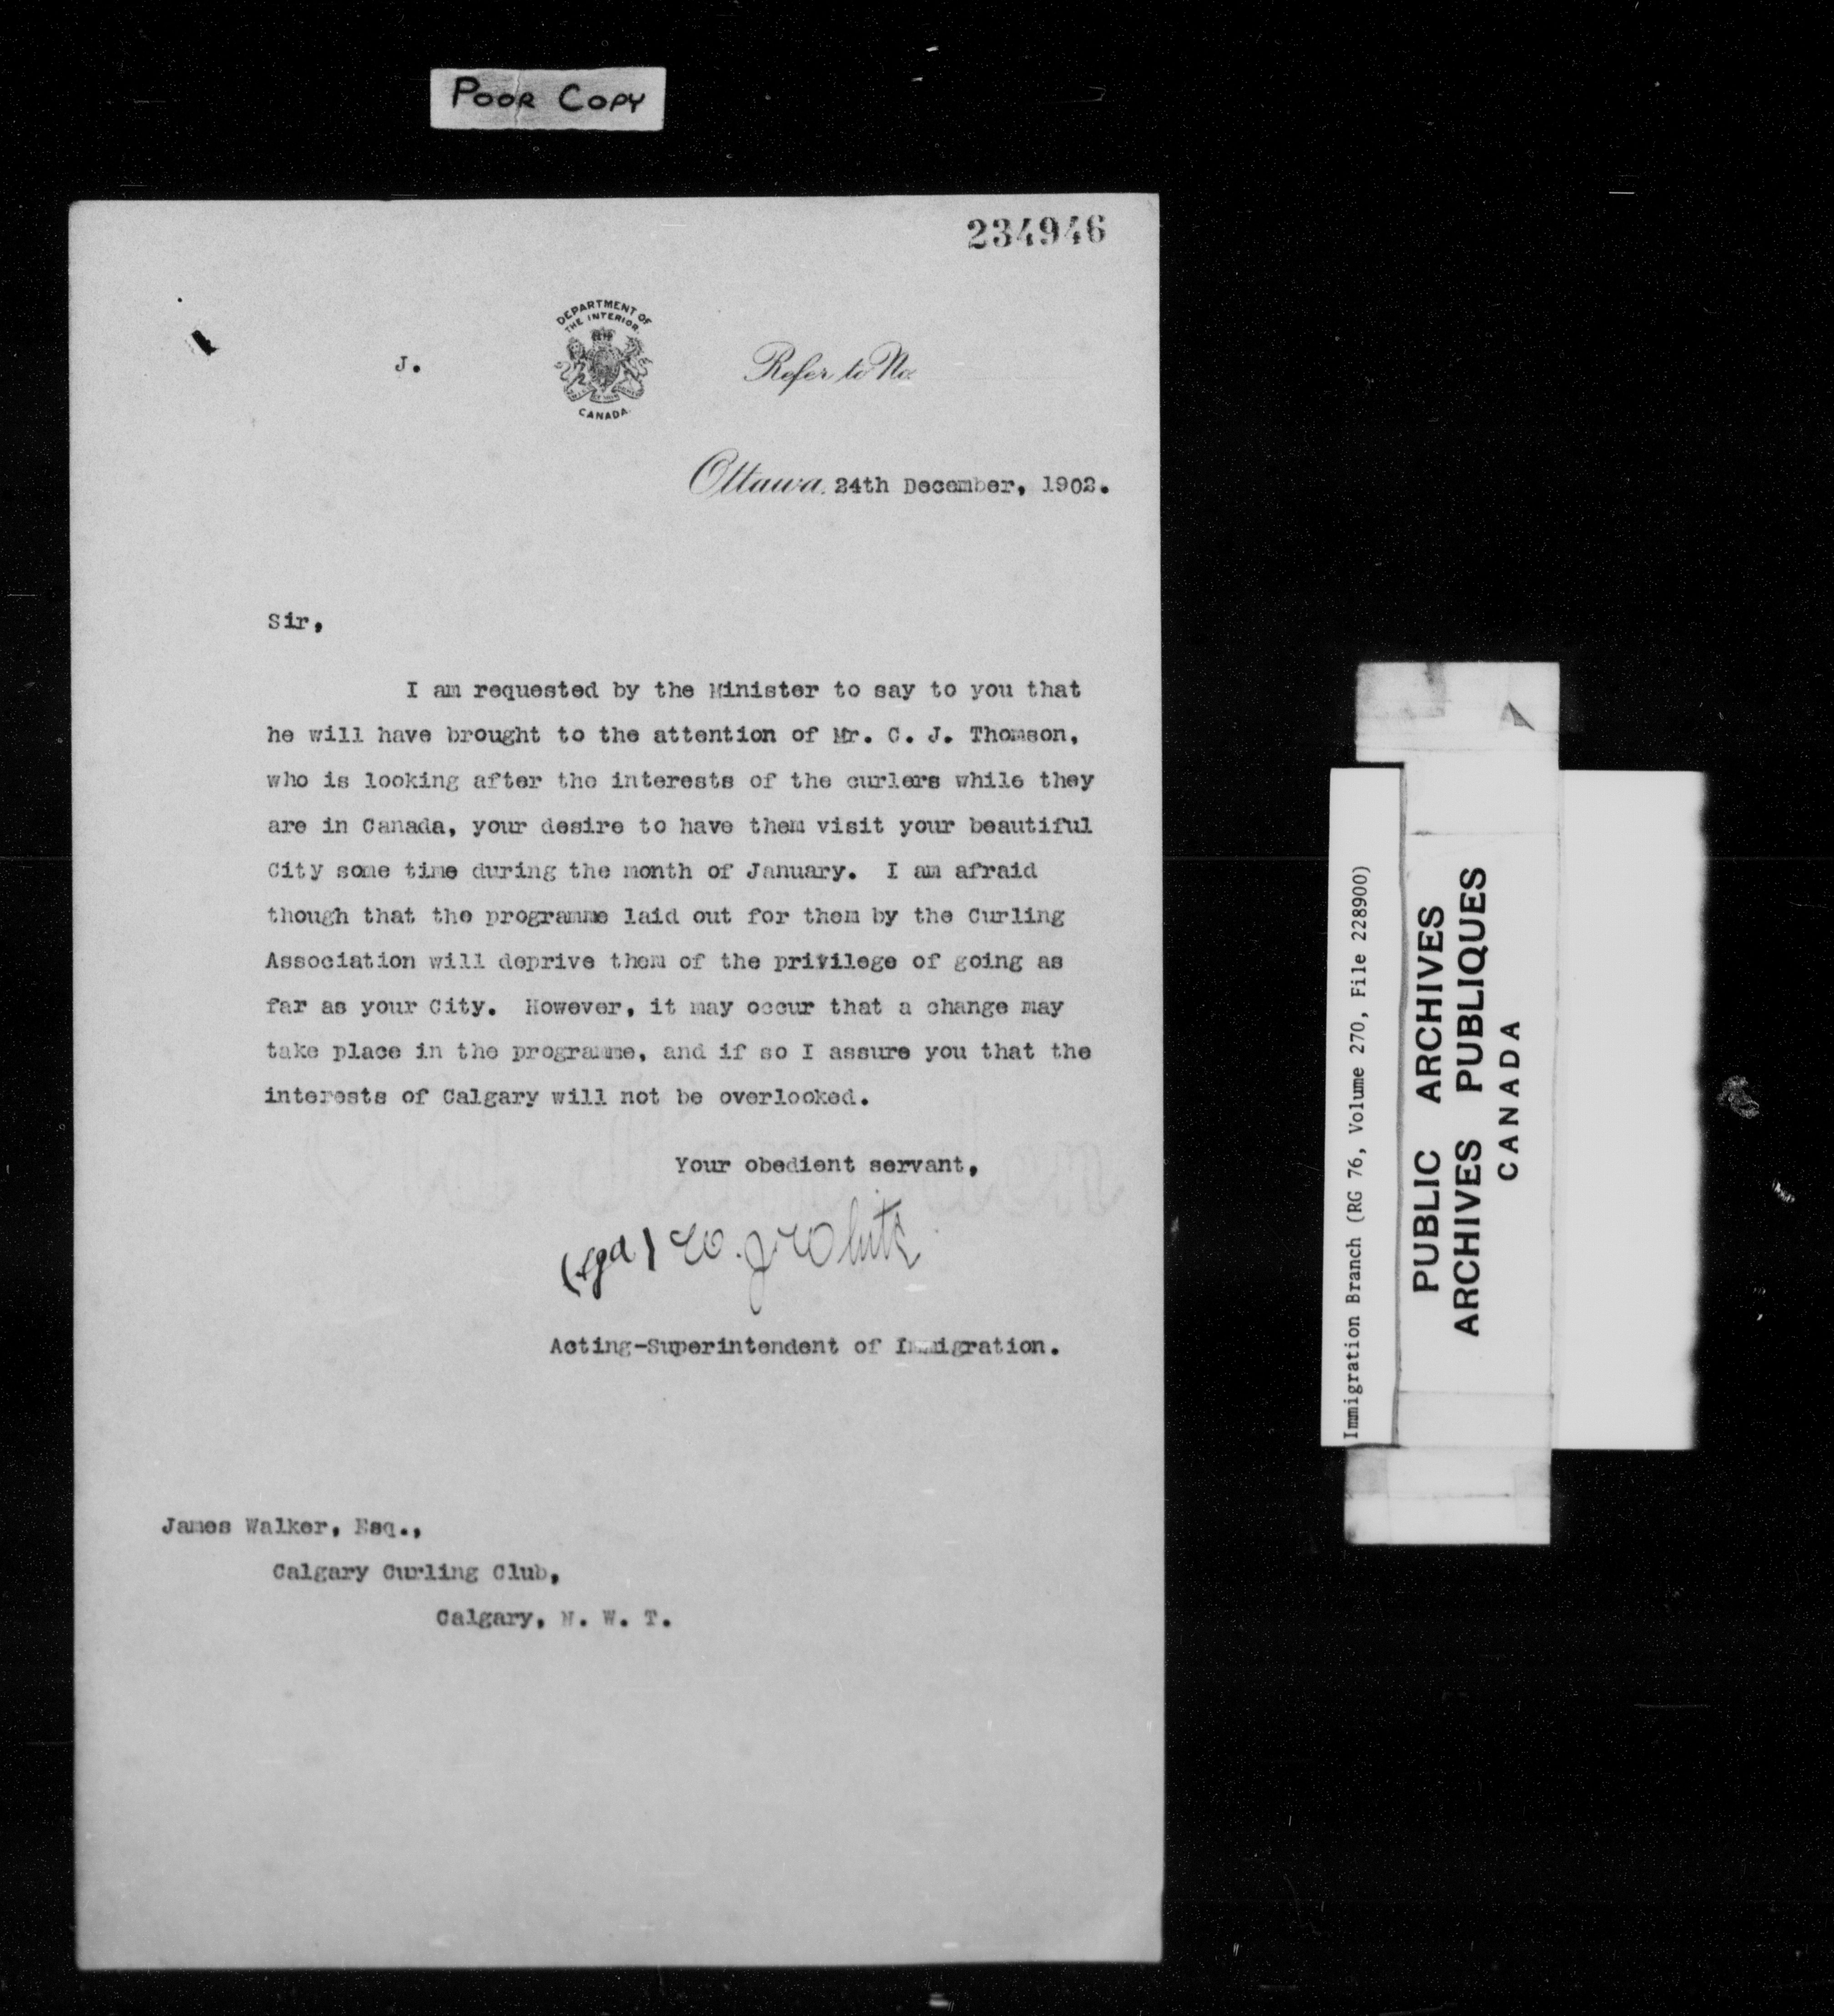 POOR COPY
234946
DEPARTMENT OF
THE INTERIOR.
CANADA.
J.
Refer to No.
Ottawa, 24th December, 1902.
Sir,
I am requested by the Minister to say to you that
he will have brought to the attention of Mr. C. J. Thomson,
who is looking after the interests of the curlers while they
are in Canada, your desire to have them visit your beautiful
City some time during the month of January. I am afraid
though that the programme laid out for them by the Curling
Association will deprive them of the privilege of going as
far as your City. However, it may occur that a change may
take place in the programme, and if so I assure you that the
interests of Calgary will not be overlooked.
Your obedient servant,
(sgd) W. J. White
Acting-Superintendent of Immigration.
James Walker, Esq.,
Calgary Curling Club,
Calgary, N. W. T.
Immigration Branch (RG 76, Volume 270, File 228900)
PUBLIC ARCHIVES
ARCHIVES PUBLIQUES
CANADA